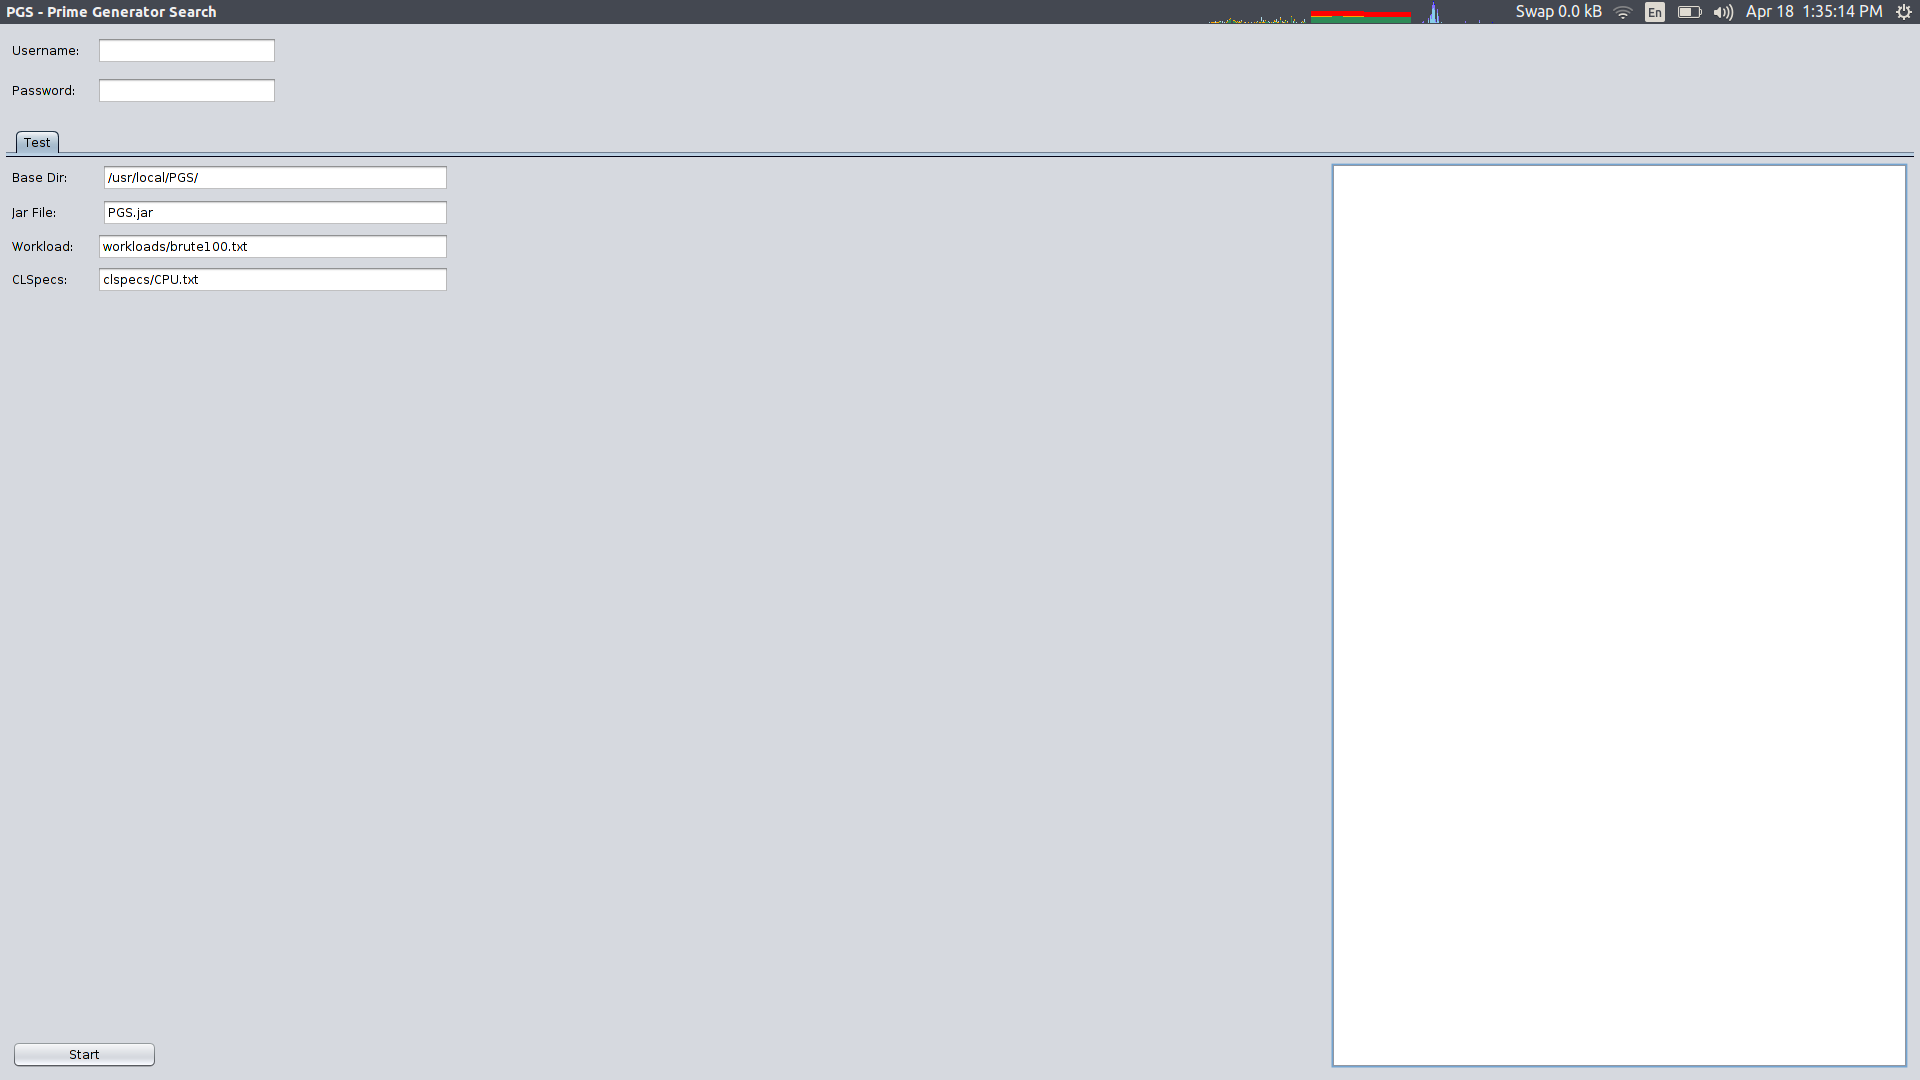 PGS - Prime Generator Search
Swap 0.0 kB En Apr 18 1:35:14 PM
Username:
Password:
Test
Base Dir: /usr/local/PGS/
Jar File: PGS.jar
Workload: workloads/brute100.txt
CLSpecs: clspecs/CPU.txt
Start